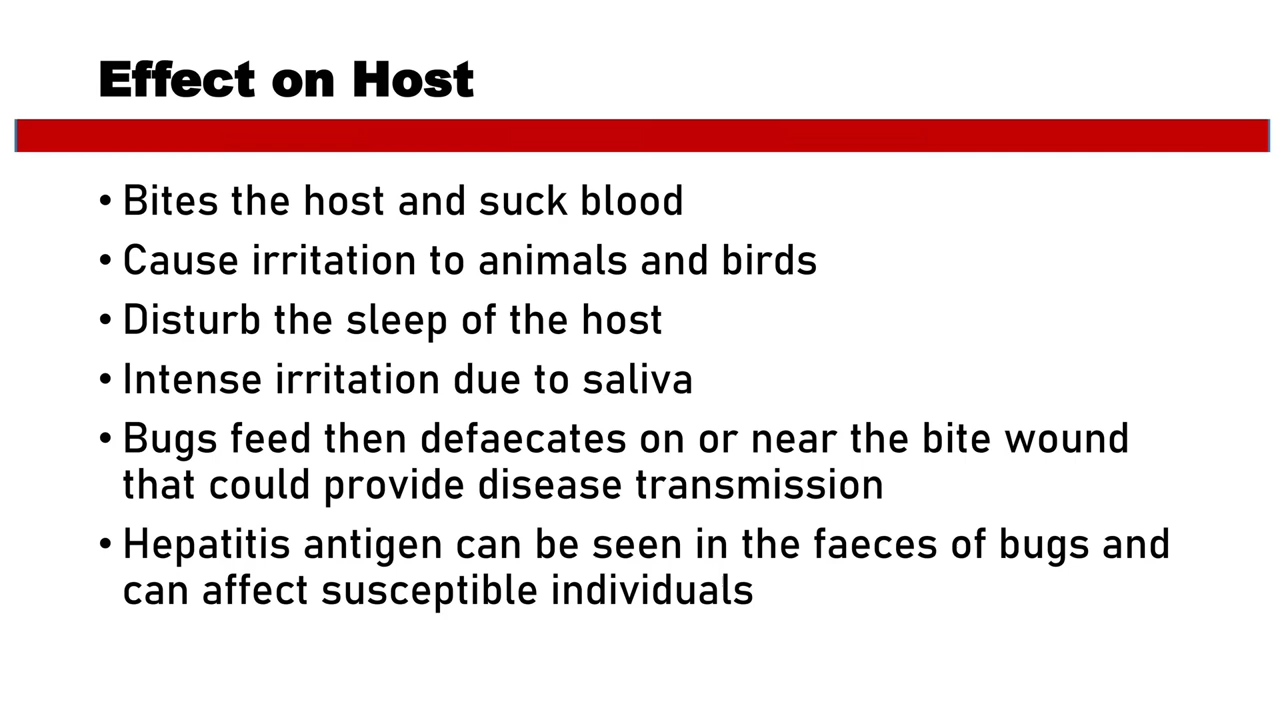 Effect on Host
• Bites the host and suck blood
• Cause irritation to animals and birds
• Disturb the sleep of the host
• Intense irritation due to saliva
• Bugs feed then defaecates on or near the bite wound
that could provide disease transmission
• Hepatitis antigen can be seen in the faeces of bugs and
can affect susceptible individuals